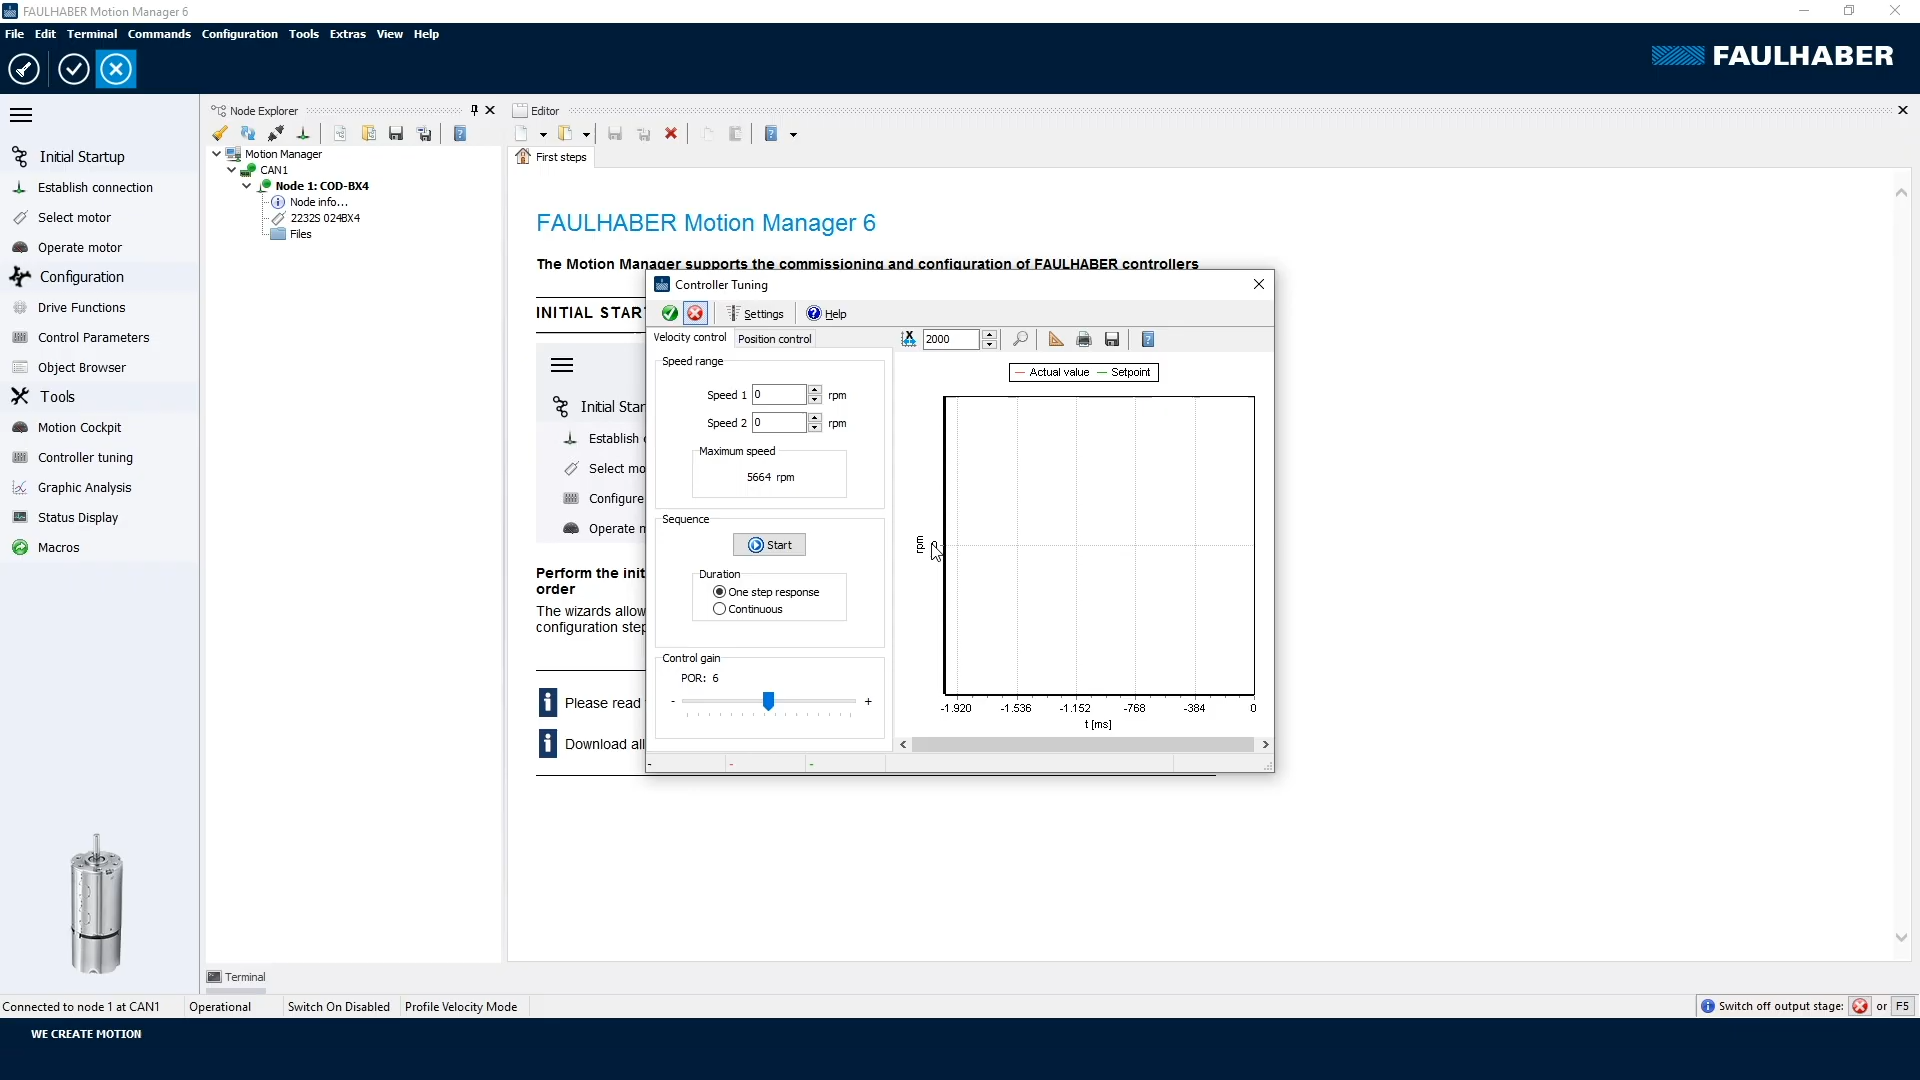 FAULHABER Motion Manager 6
File Edit Terminal Commands Configuration Tools Extras View Help
FAULHABER
Initial Startup
Establish connection
Select motor
Operate motor
Configuration
Drive Functions
Control Parameters
Object Browser
Tools
Motion Cockpit
Controller tuning
Graphic Analysis
Status Display
Macros
Node Explorer
Motion Manager
CAN1
Node 1: COD-BX4
Node info...
2232S 024BX4
Files
Editor
First steps
FAULHABER Motion Manager 6
The Motion Manager supports the commissioning and configuration of FAULHABER controllers
INITIAL STAR
Initial Star
Establish
Select mo
Configure
Operate m
Perform the init
order
The wizards allow
configuration step
Please read
Download all
Controller Tuning
Settings Help
Velocity control Position control
Speed range
Speed 1 0 rpm
Speed 2 0 rpm
Maximum speed
5664 rpm
Sequence
Start
Duration
One step response
Continuous
Control gain
POR: 6
- +
2000
Actual value Setpoint
rpm
-1.920 -1.536 -1.152 -768 -384 0
t [ms]
- - -
Terminal
Connected to node 1 at CAN1 Operational Switch On Disabled Profile Velocity Mode
Switch off output stage: or F5
WE CREATE MOTION